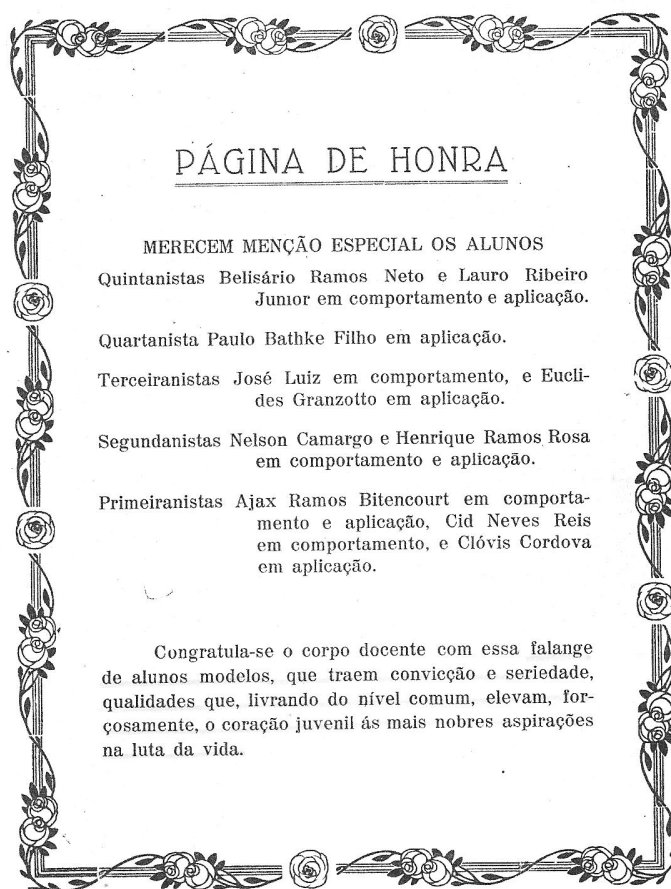 PÁGINA DE HONRA
MERECEM MENÇÃO ESPECIAL OS ALUNOS
Quintanistas Belisário Ramos Neto e Lauro Ribeiro
Junior em comportamento e aplicação.
Quartanista Paulo Bathke Filho em aplicação.
Terceiranistas José Luiz em comportamento, e Eucli-
des Granzotto em aplicação.
Segundanistas Nelson Camargo e Henrique Ramos Rosa
em comportamento e aplicação.
Primeiranistas Ajax Ramos Bitencourt em comporta-
mento e aplicação, Cid Neves Reis
em comportamento, e Clóvis Cordova
em aplicação.
Congratula-se o corpo docente com essa falange
de alunos modelos, que traem convicção e seriedade,
qualidades que, livrando do nível comum, elevam, for-
çosamente, o coração juvenil ás mais nobres aspirações
na luta da vida.